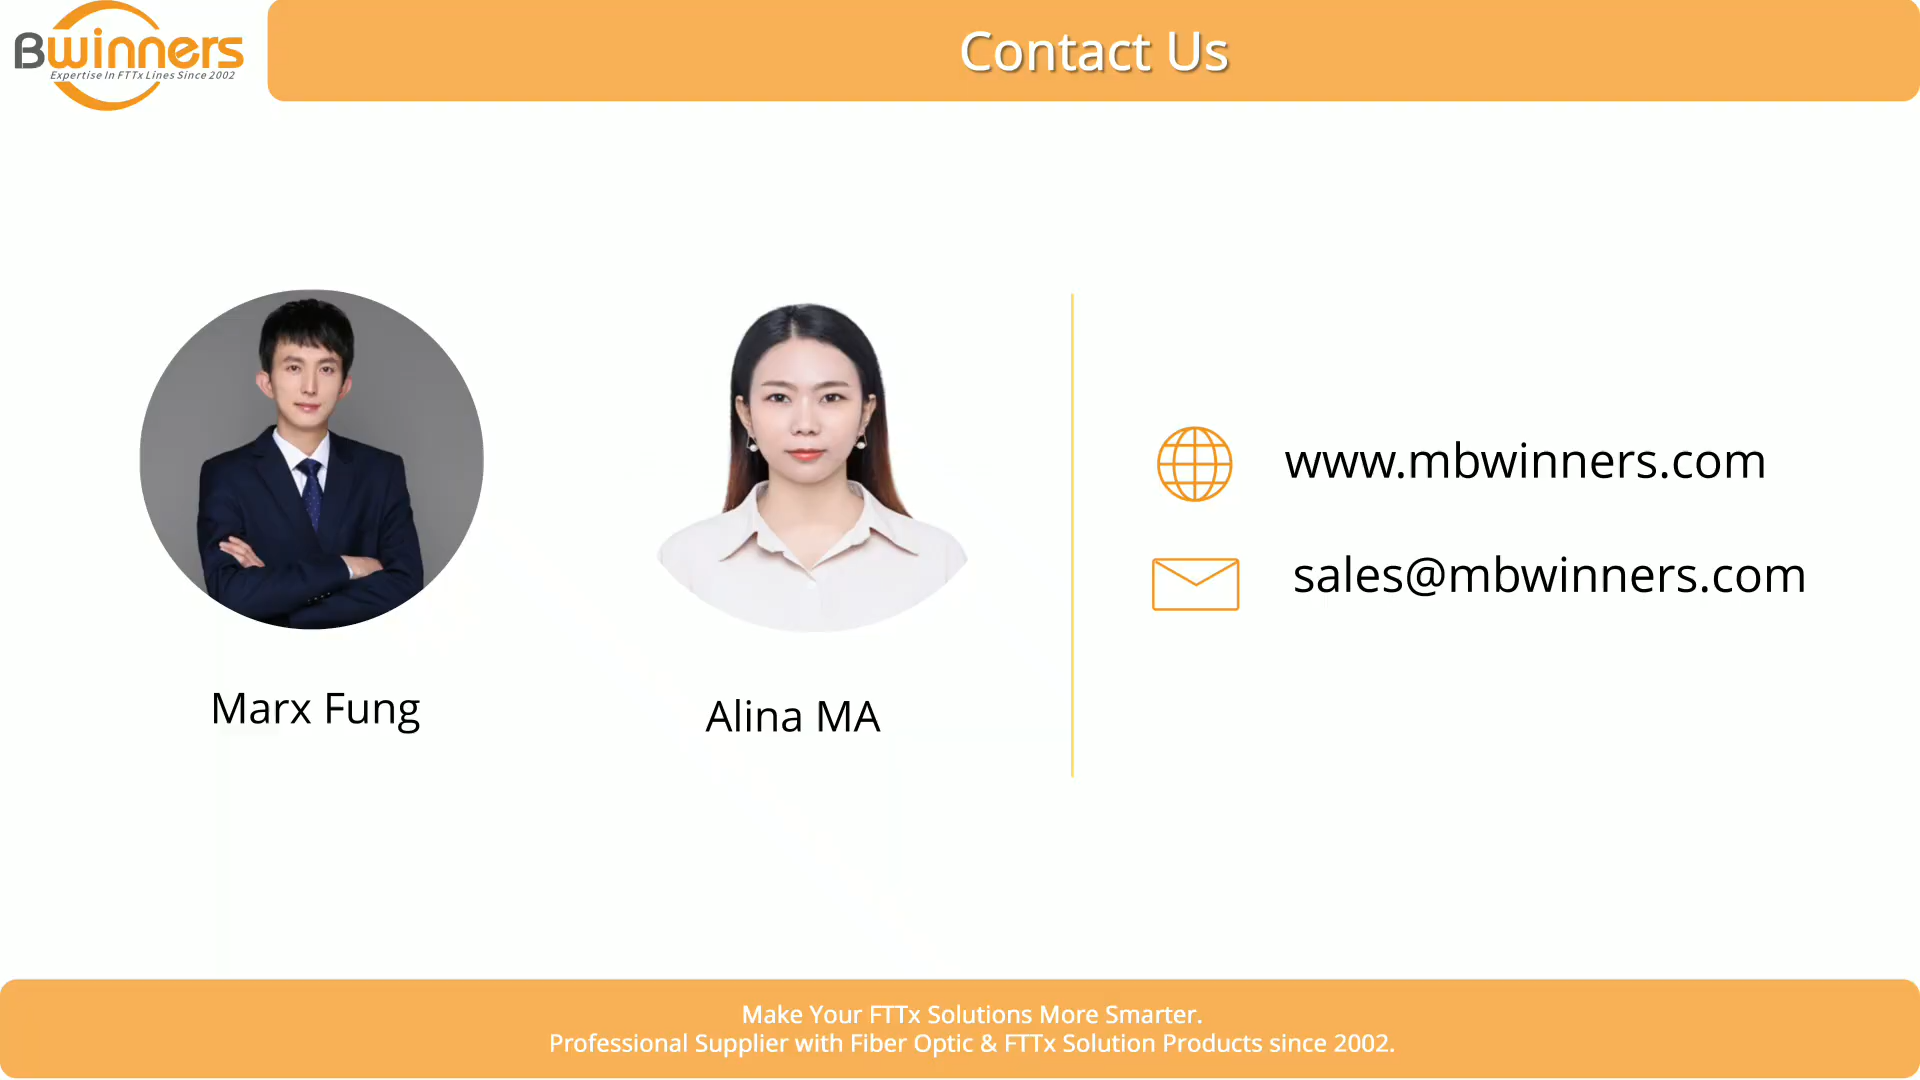 Bwinners
Expertise In FTTx Lines Since 2002
Contact Us
www.mbwinners.com
sales@mbwinners.com
Marx Fung
Alina MA
Make Your FTTx Solutions More Smarter.
Professional Supplier with Fiber Optic & FTTx Solution Products since 2002.